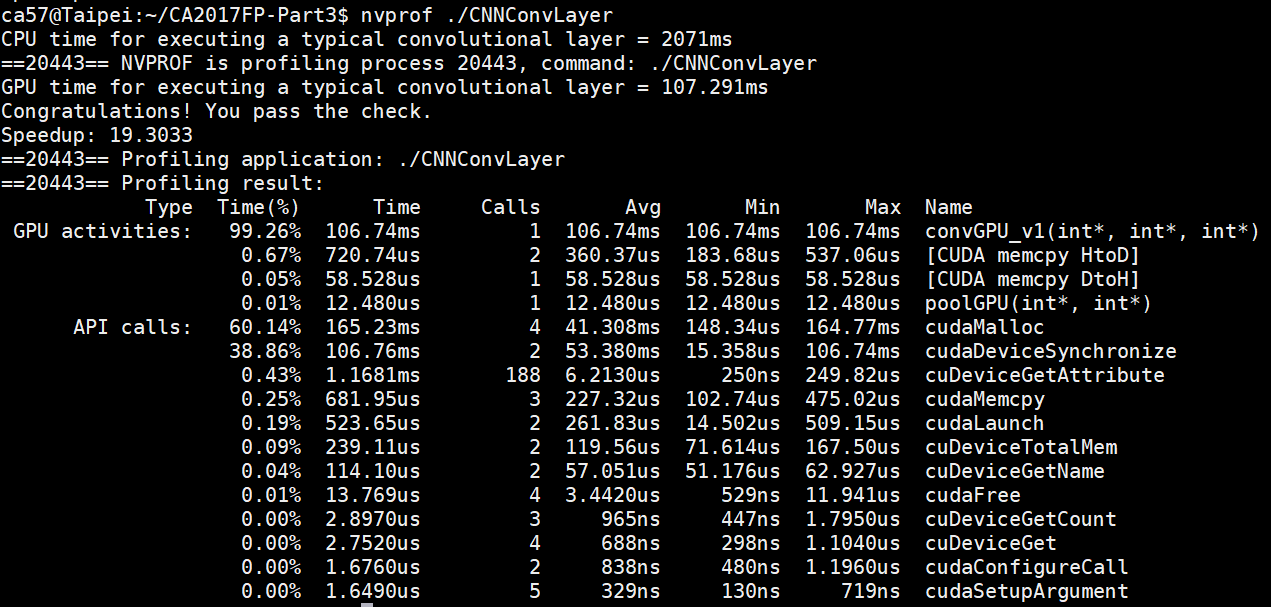 ca57@Taipei:~/CA2017FP-Part3$ nvprof ./CNNConvLayer
CPU time for executing a typical convolutional layer = 2071ms
==20443== NVPROF is profiling process 20443, command: ./CNNConvLayer
GPU time for executing a typical convolutional layer = 107.291ms
Congratulations! You pass the check.
Speedup: 19.3033
==20443== Profiling application: ./CNNConvLayer
==20443== Profiling result:
            Type  Time(%)      Time     Calls       Avg       Min       Max  Name
 GPU activities:   99.26%  106.74ms         1  106.74ms  106.74ms  106.74ms  convGPU_v1(int*, int*, int*)
                    0.67%  720.74us         2  360.37us  183.68us  537.06us  [CUDA memcpy HtoD]
                    0.05%  58.528us         1  58.528us  58.528us  58.528us  [CUDA memcpy DtoH]
                    0.01%  12.480us         1  12.480us  12.480us  12.480us  poolGPU(int*, int*)
      API calls:   60.14%  165.23ms         4  41.308ms  148.34us  164.77ms  cudaMalloc
                   38.86%  106.76ms         2  53.380ms  15.358us  106.74ms  cudaDeviceSynchronize
                    0.43%  1.1681ms       188  6.2130us     250ns  249.82us  cuDeviceGetAttribute
                    0.25%  681.95us         3  227.32us  102.74us  475.02us  cudaMemcpy
                    0.19%  523.65us         2  261.83us  14.502us  509.15us  cudaLaunch
                    0.09%  239.11us         2  119.56us  71.614us  167.50us  cuDeviceTotalMem
                    0.04%  114.10us         2  57.051us  51.176us  62.927us  cuDeviceGetName
                    0.01%  13.769us         4  3.4420us     529ns  11.941us  cudaFree
                    0.00%  2.8970us         3     965ns     447ns  1.7950us  cuDeviceGetCount
                    0.00%  2.7520us         4     688ns     298ns  1.1040us  cuDeviceGet
                    0.00%  1.6760us         2     838ns     480ns  1.1960us  cudaConfigureCall
                    0.00%  1.6490us         5     329ns     130ns     719ns  cudaSetupArgument